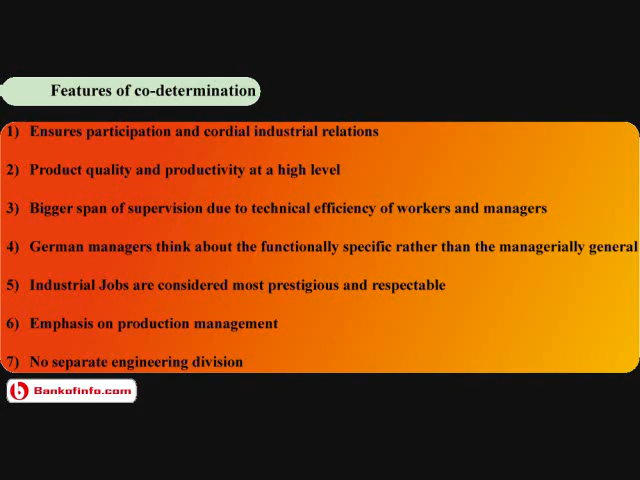 Features of co-determination
1) Ensures participation and cordial industrial relations
2) Product quality and productivity at a high level
3) Bigger span of supervision due to technical efficiency of workers and managers
4) German managers think about the functionally specific rather than the managerially general
5) Industrial Jobs are considered most prestigious and respectable
6) Emphasis on production management
7) No separate engineering division
b Bankofinfo.com